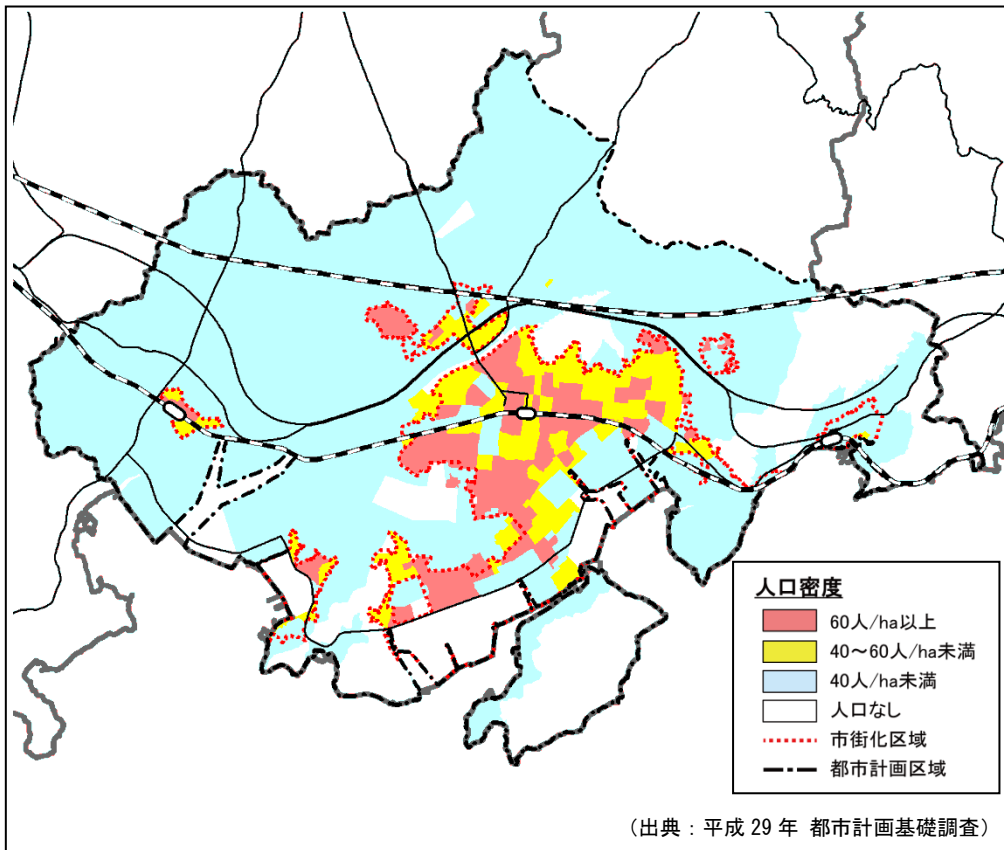 人口密度
60人/ha以上
40～60人/ha未満
40人/ha未満
人口なし
市街化区域
都市計画区域
（出典：平成 29 年 都市計画基礎調査）